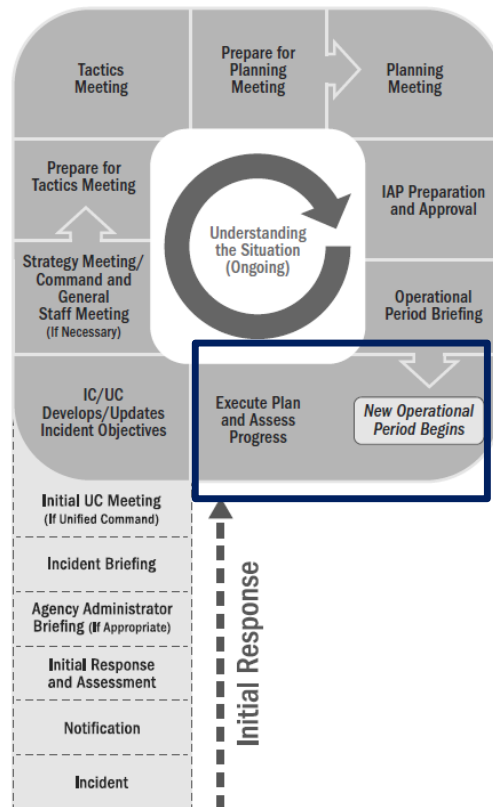 Tactics
Meeting
Prepare for
Planning
Meeting
Planning
Meeting
Prepare for
Tactics Meeting
Understanding
the Situation
(Ongoing)
IAP Preparation
and Approval
Strategy Meeting/
Command and
General
Staff Meeting
(If Necessary)
Operational
Period Briefing
IC/UC
Develops/Updates
Incident Objectives
Execute Plan
and Assess
Progress
New Operational
Period Begins
Initial UC Meeting
(If Unified Command)
Incident Briefing
Agency Administrator
Briefing (If Appropriate)
Initial Response
and Assessment
Notification
Incident
Initial Response